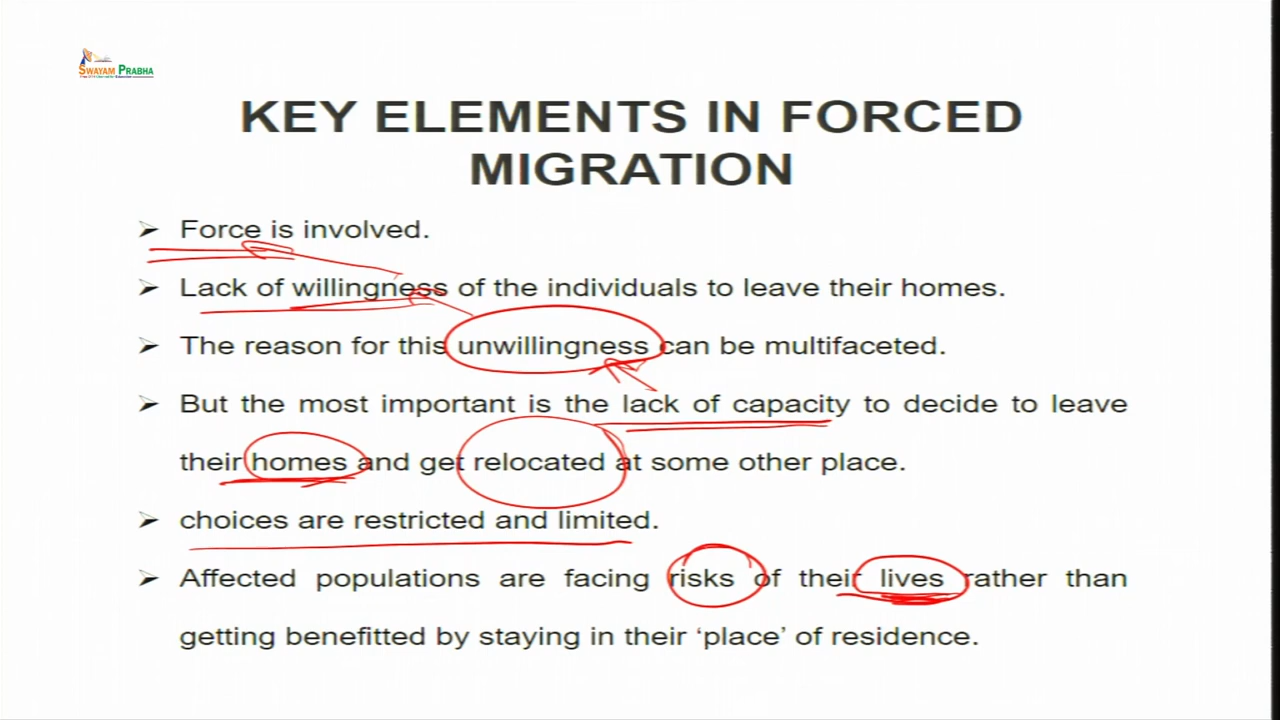 SWAYAM PRABHA
KEY ELEMENTS IN FORCED
MIGRATION
➤ Force is involved.
➤ Lack of willingness of the individuals to leave their homes.
➤ The reason for this unwillingness can be multifaceted.
➤ But the most important is the lack of capacity to decide to leave
their homes and get relocated at some other place.
➤ choices are restricted and limited.
➤ Affected populations are facing risks of their lives rather than
getting benefitted by staying in their ‘place’ of residence.